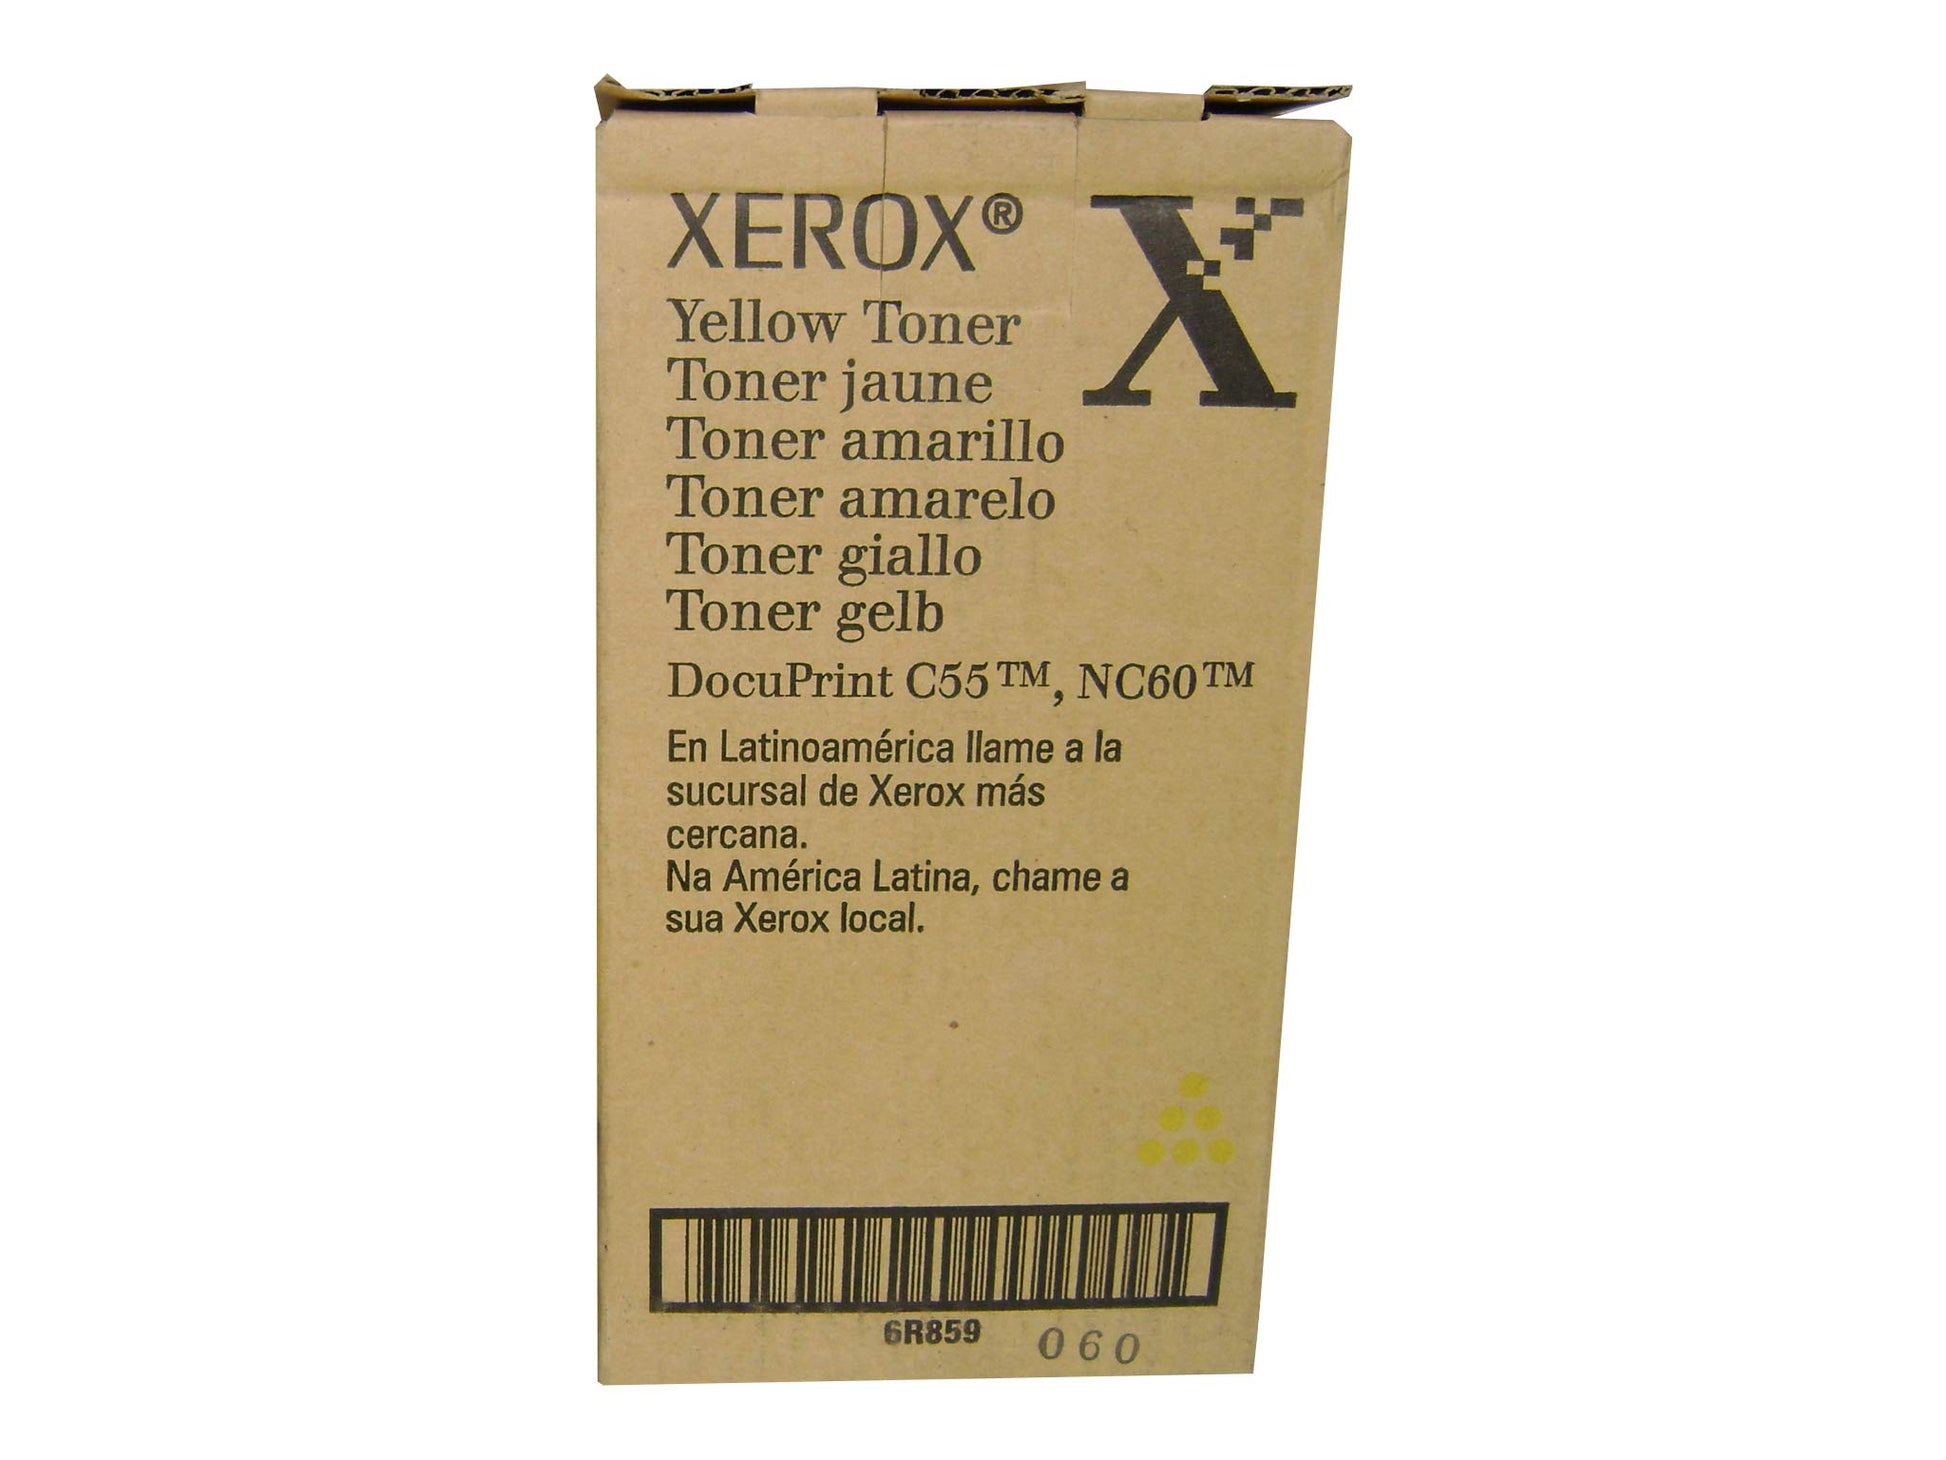 XEROX®
Yellow Toner
Toner jaune
Toner amarillo
Toner amarelo
Toner giallo
Toner gelb
DocuPrint C55™, NC60™
En Latinoamérica llame a la
sucursal de Xerox más
cercana.
Na América Latina, chame a
sua Xerox local.
6R859
060